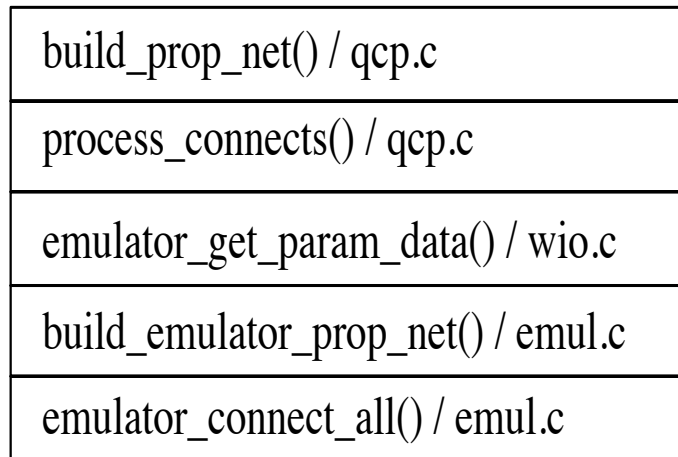 build_prop_net() / qcp.c
process_connects() / qcp.c
emulator_get_param_data() / wio.c
build_emulator_prop_net() / emul.c
emulator_connect_all() / emul.c